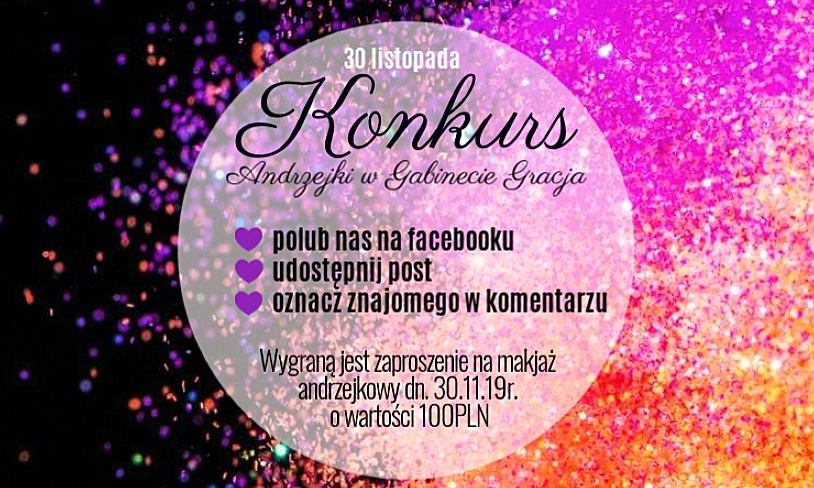 30 listopada
Konkurs
Andrzejki w Gabinecie Gracja
polub nas na facebooku
udostępnij post
oznacz znajomego w komentarzu
Wygraną jest zaproszenie na makjaż
andrzejkowy dn. 30.11.19r.
o wartości 100PLN